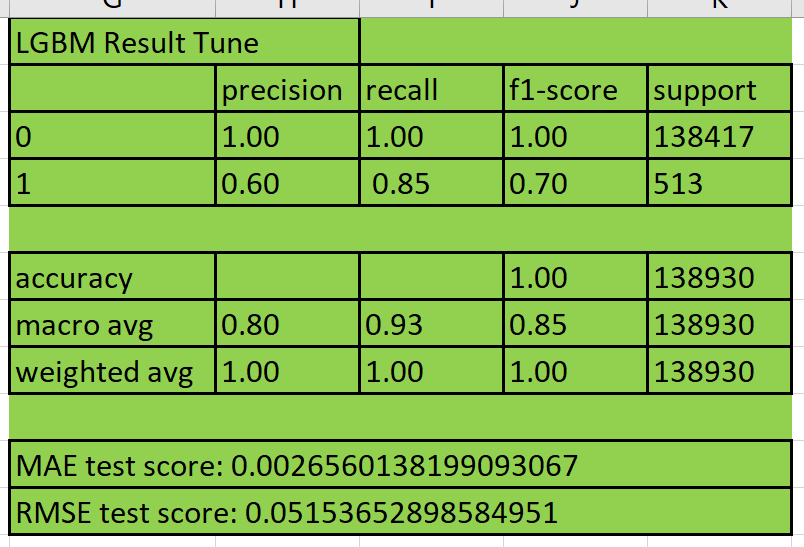 LGBM Result Tune
precision recall f1-score support
0 1.00 1.00 1.00 138417
1 0.60 0.85 0.70 513
accuracy 1.00 138930
macro avg 0.80 0.93 0.85 138930
weighted avg 1.00 1.00 1.00 138930
MAE test score: 0.0026560138199093067
RMSE test score: 0.05153652898584951